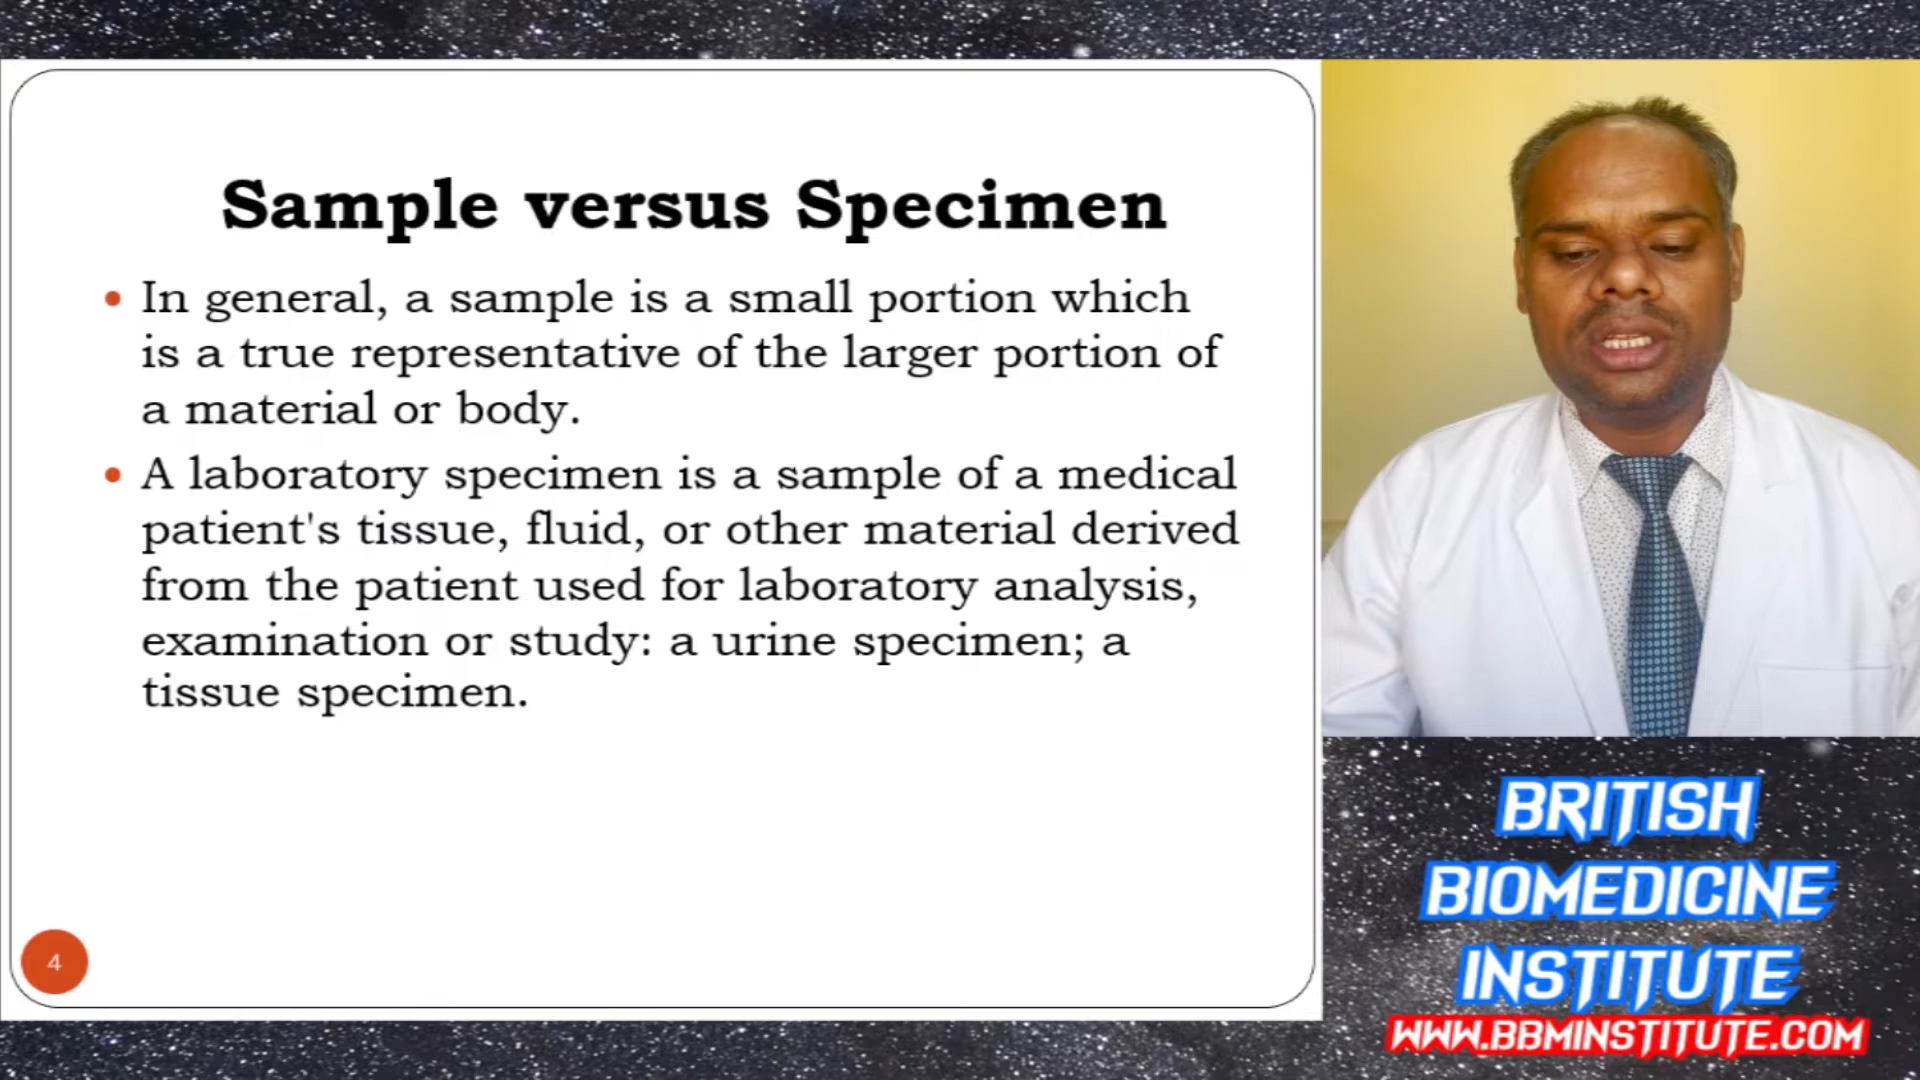 Sample versus Specimen
• In general, a sample is a small portion which
is a true representative of the larger portion of
a material or body.
• A laboratory specimen is a sample of a medical
patient's tissue, fluid, or other material derived
from the patient used for laboratory analysis,
examination or study: a urine specimen; a
tissue specimen.
4
BRITISH
BIOMEDICINE
INSTITUTE
WWW.BBMINSTITUTE.COM